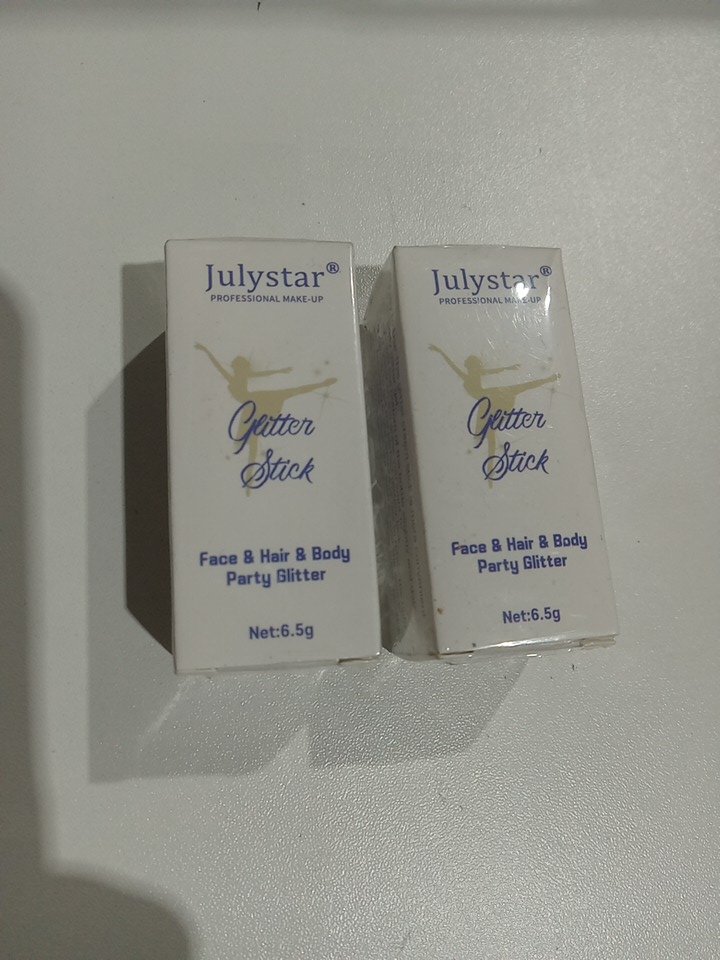 Julystar®
PROFESSIONAL MAKE-UP
Glitter
Stick
Face & Hair & Body
Party Glitter
Net:6.5g
Julystar®
PROFESSIONAL MAKE-UP
Glitter
Stick
Face & Hair & Body
Party Glitter
Net:6.5g